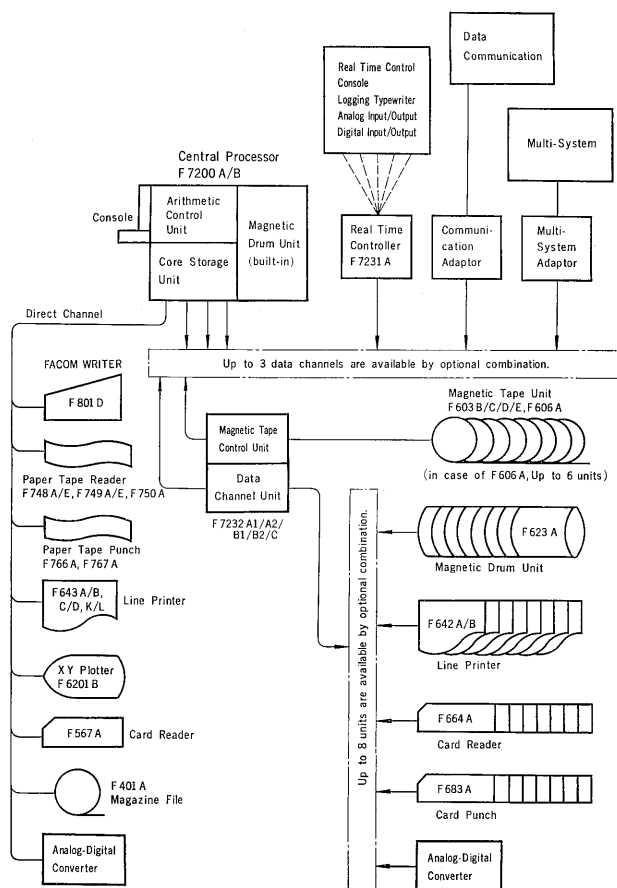 Data
Communication
Real Time Control
Console
Logging Typewriter
Analog Input/Output
Digital Input/Output
Multi-System
Central Processor
F 7200 A/B
Console
Arithmetic
Control
Unit
Core Storage
Unit
Magnetic
Drum Unit
(built-in)
Real Time
Controller
F 7231 A
Communi-
cation
Adaptor
Multi-
System
Adaptor
Direct Channel
Up to 3 data channels are available by optional combination.
FACOM WRITER
F 801 D
Paper Tape Reader
F 748 A/E, F 749 A/E, F 750 A
Paper Tape Punch
F 766 A, F 767 A
F 643 A/B,
C/D, K/L
Line Printer
X Y Plotter
F 6201 B
F 567 A
Card Reader
F 401 A
Magazine File
Analog-Digital
Converter
Magnetic Tape
Control Unit
Data
Channel Unit
F 7232 A1/A2/
B1/B2/C
Magnetic Tape Unit
F 603 B/C/D/E, F 606 A
(in case of F 606 A, Up to 6 units)
Up to 8 units are available by optional combination.
F 623 A
Magnetic Drum Unit
F 642 A/B
Line Printer
F 664 A
Card Reader
F 683 A
Card Punch
Analog-Digital
Converter